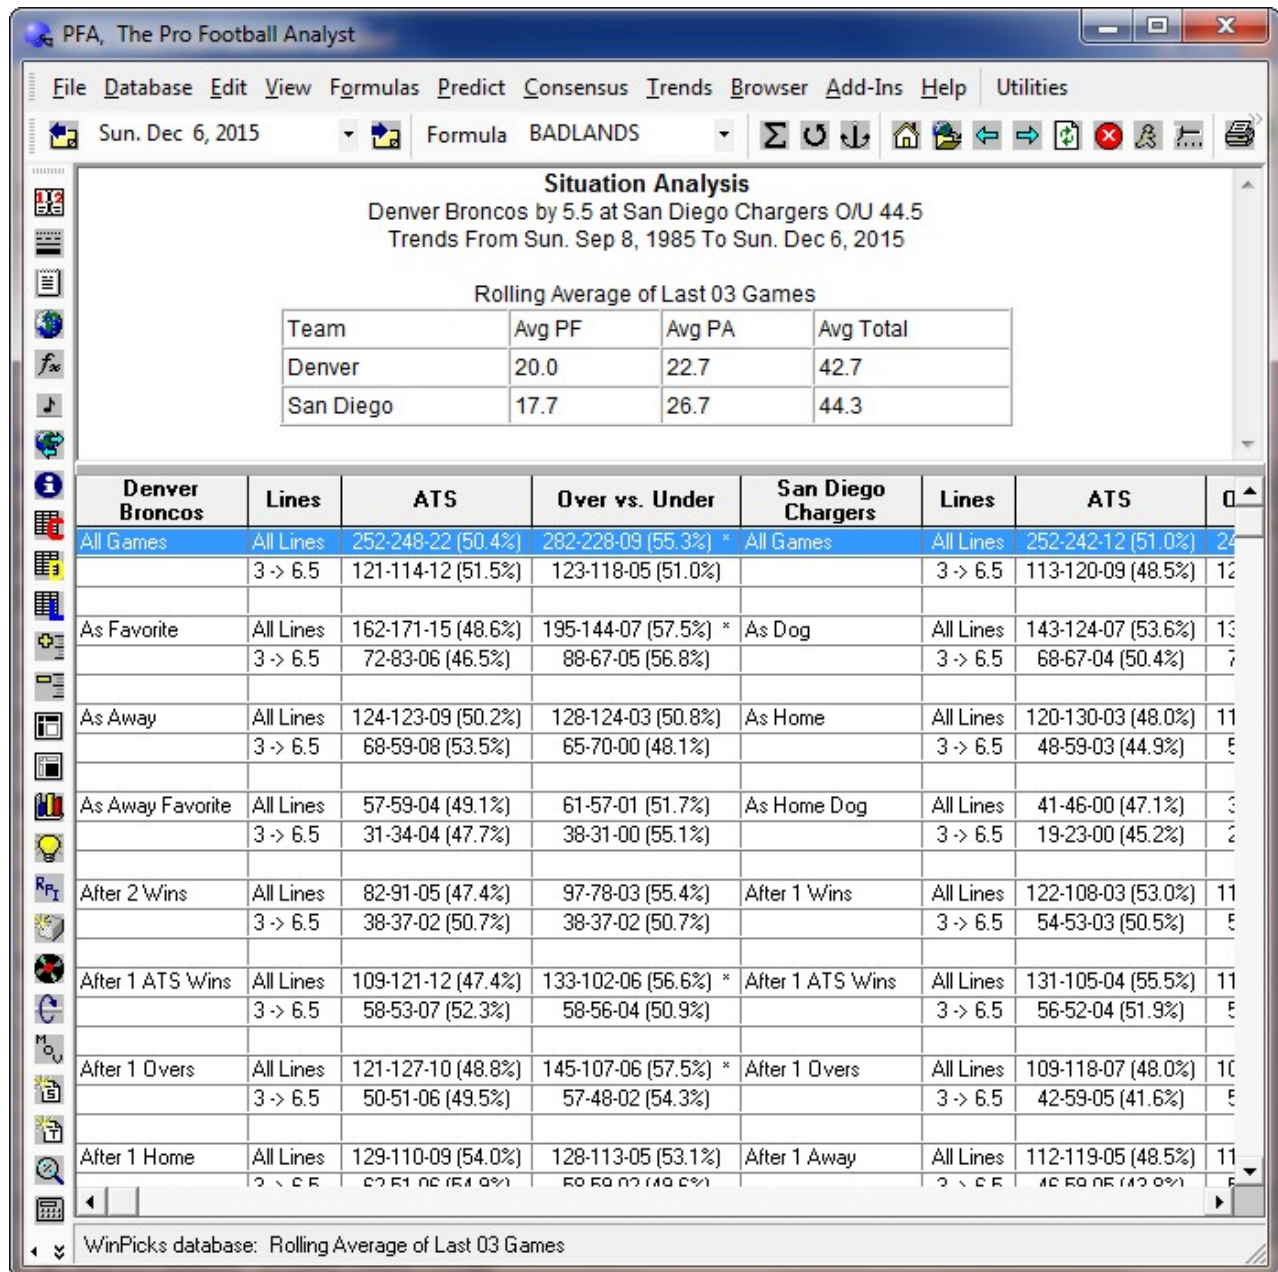 PFA, The Pro Football Analyst
File Database Edit View Formulas Predict Consensus Trends Browser Add-Ins Help Utilities
Sun. Dec 6, 2015 Formula BADLANDS
Situation Analysis
Denver Broncos by 5.5 at San Diego Chargers O/U 44.5
Trends From Sun. Sep 8, 1985 To Sun. Dec 6, 2015
Rolling Average of Last 03 Games
Team Avg PF Avg PA Avg Total
Denver 20.0 22.7 42.7
San Diego 17.7 26.7 44.3
Denver Broncos Lines ATS Over vs. Under San Diego Chargers Lines ATS
All Games All Lines 252-248-22 (50.4%) 282-228-09 (55.3%) * All Games All Lines 252-242-12 (51.0%) 24
3 -> 6.5 121-114-12 (51.5%) 123-118-05 (51.0%) 3 -> 6.5 113-120-09 (48.5%) 12
As Favorite All Lines 162-171-15 (48.6%) 195-144-07 (57.5%) * As Dog All Lines 143-124-07 (53.6%) 13
3 -> 6.5 72-83-06 (46.5%) 88-67-05 (56.8%) 3 -> 6.5 68-67-04 (50.4%)
As Away All Lines 124-123-09 (50.2%) 128-124-03 (50.8%) As Home All Lines 120-130-03 (48.0%) 11
3 -> 6.5 68-59-08 (53.5%) 65-70-00 (48.1%) 3 -> 6.5 48-59-03 (44.9%)
As Away Favorite All Lines 57-59-04 (49.1%) 61-57-01 (51.7%) As Home Dog All Lines 41-46-00 (47.1%)
3 -> 6.5 31-34-04 (47.7%) 38-31-00 (55.1%) 3 -> 6.5 19-23-00 (45.2%)
After 2 Wins All Lines 82-91-05 (47.4%) 97-78-03 (55.4%) After 1 Wins All Lines 122-108-03 (53.0%) 11
3 -> 6.5 38-37-02 (50.7%) 38-37-02 (50.7%) 3 -> 6.5 54-53-03 (50.5%)
After 1 ATS Wins All Lines 109-121-12 (47.4%) 133-102-06 (56.6%) * After 1 ATS Wins All Lines 131-105-04 (55.5%) 11
3 -> 6.5 58-53-07 (52.3%) 58-56-04 (50.9%) 3 -> 6.5 56-52-04 (51.9%)
After 1 Overs All Lines 121-127-10 (48.8%) 145-107-06 (57.5%) * After 1 Overs All Lines 109-118-07 (48.0%) 10
3 -> 6.5 50-51-06 (49.5%) 57-48-02 (54.3%) 3 -> 6.5 42-59-05 (41.6%)
After 1 Home All Lines 129-110-09 (54.0%) 128-113-05 (53.1%) After 1 Away All Lines 112-119-05 (48.5%) 11
WinPicks database: Rolling Average of Last 03 Games